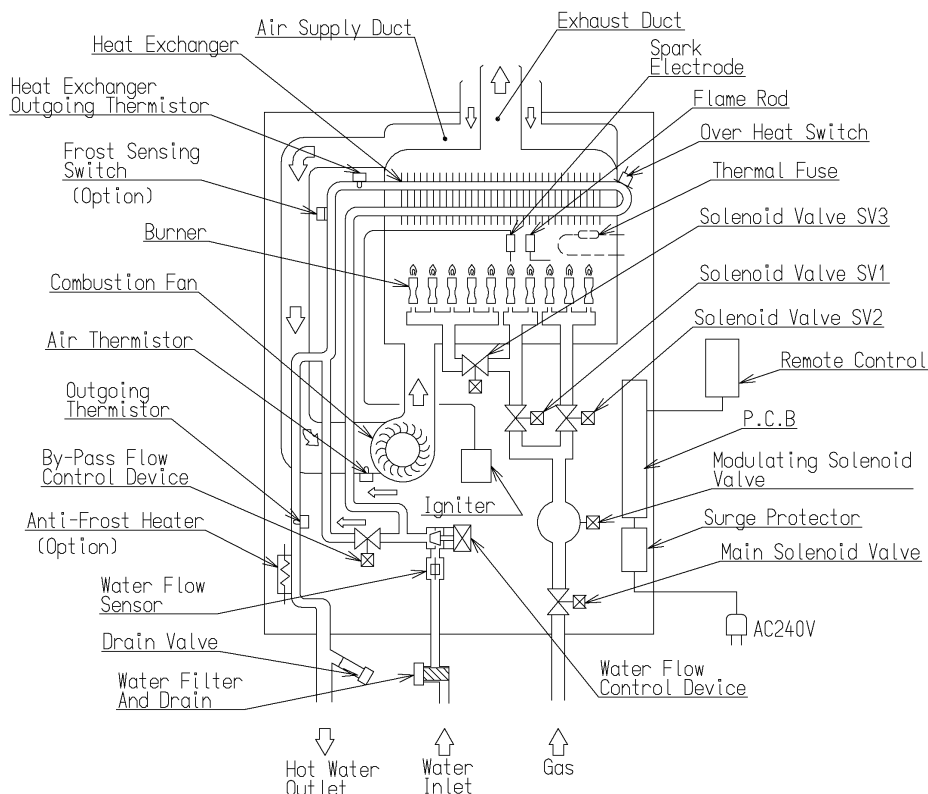 Exhaust Duct
Air Supply Duct
Heat Exchanger
Spark
Electrode
Heat Exchanger
Outgoing Thermistor
Flame Rod
Over Heat Switch
Frost Sensing
Switch
(Option)
Thermal Fuse
Solenoid Valve SV3
Burner
Solenoid Valve SV1
Combustion Fan
Solenoid Valve SV2
Air Thermistor
Remote Control
Outgoing
Thermistor
P.C.B
By-Pass Flow
Control Device
Modulating Solenoid
Valve
Igniter
Anti-Frost Heater
(Option)
Surge Protector
Main Solenoid Valve
Water Flow
Sensor
AC240V
Drain Valve
Water Filter
And Drain
Water Flow
Control Device
Hot Water
Outlet
Water
Inlet
Gas